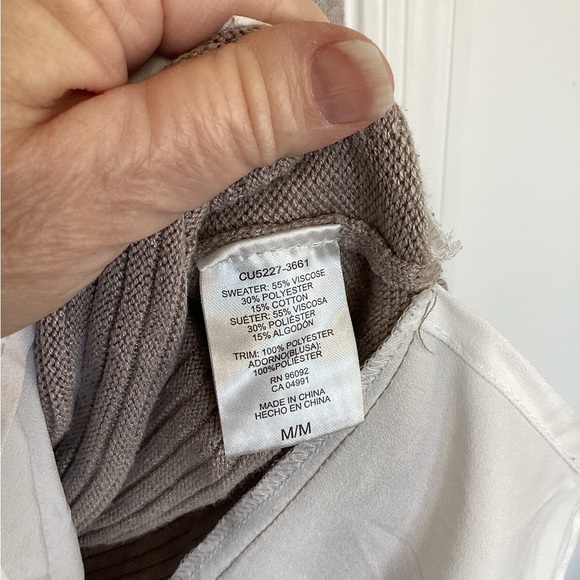 CU5227-3661
SWEATER: 55% VISCOSE
30% POLYESTER
15% COTTON
SUÉTER: 55% VISCOSA
30% POLIÉSTER
15% ALGODÓN
TRIM: 100% POLYESTER
ADORNO(BLUSA):
100%POLIÉSTER
RN 96092
CA 04991
MADE IN CHINA
HECHO EN CHINA
M/M